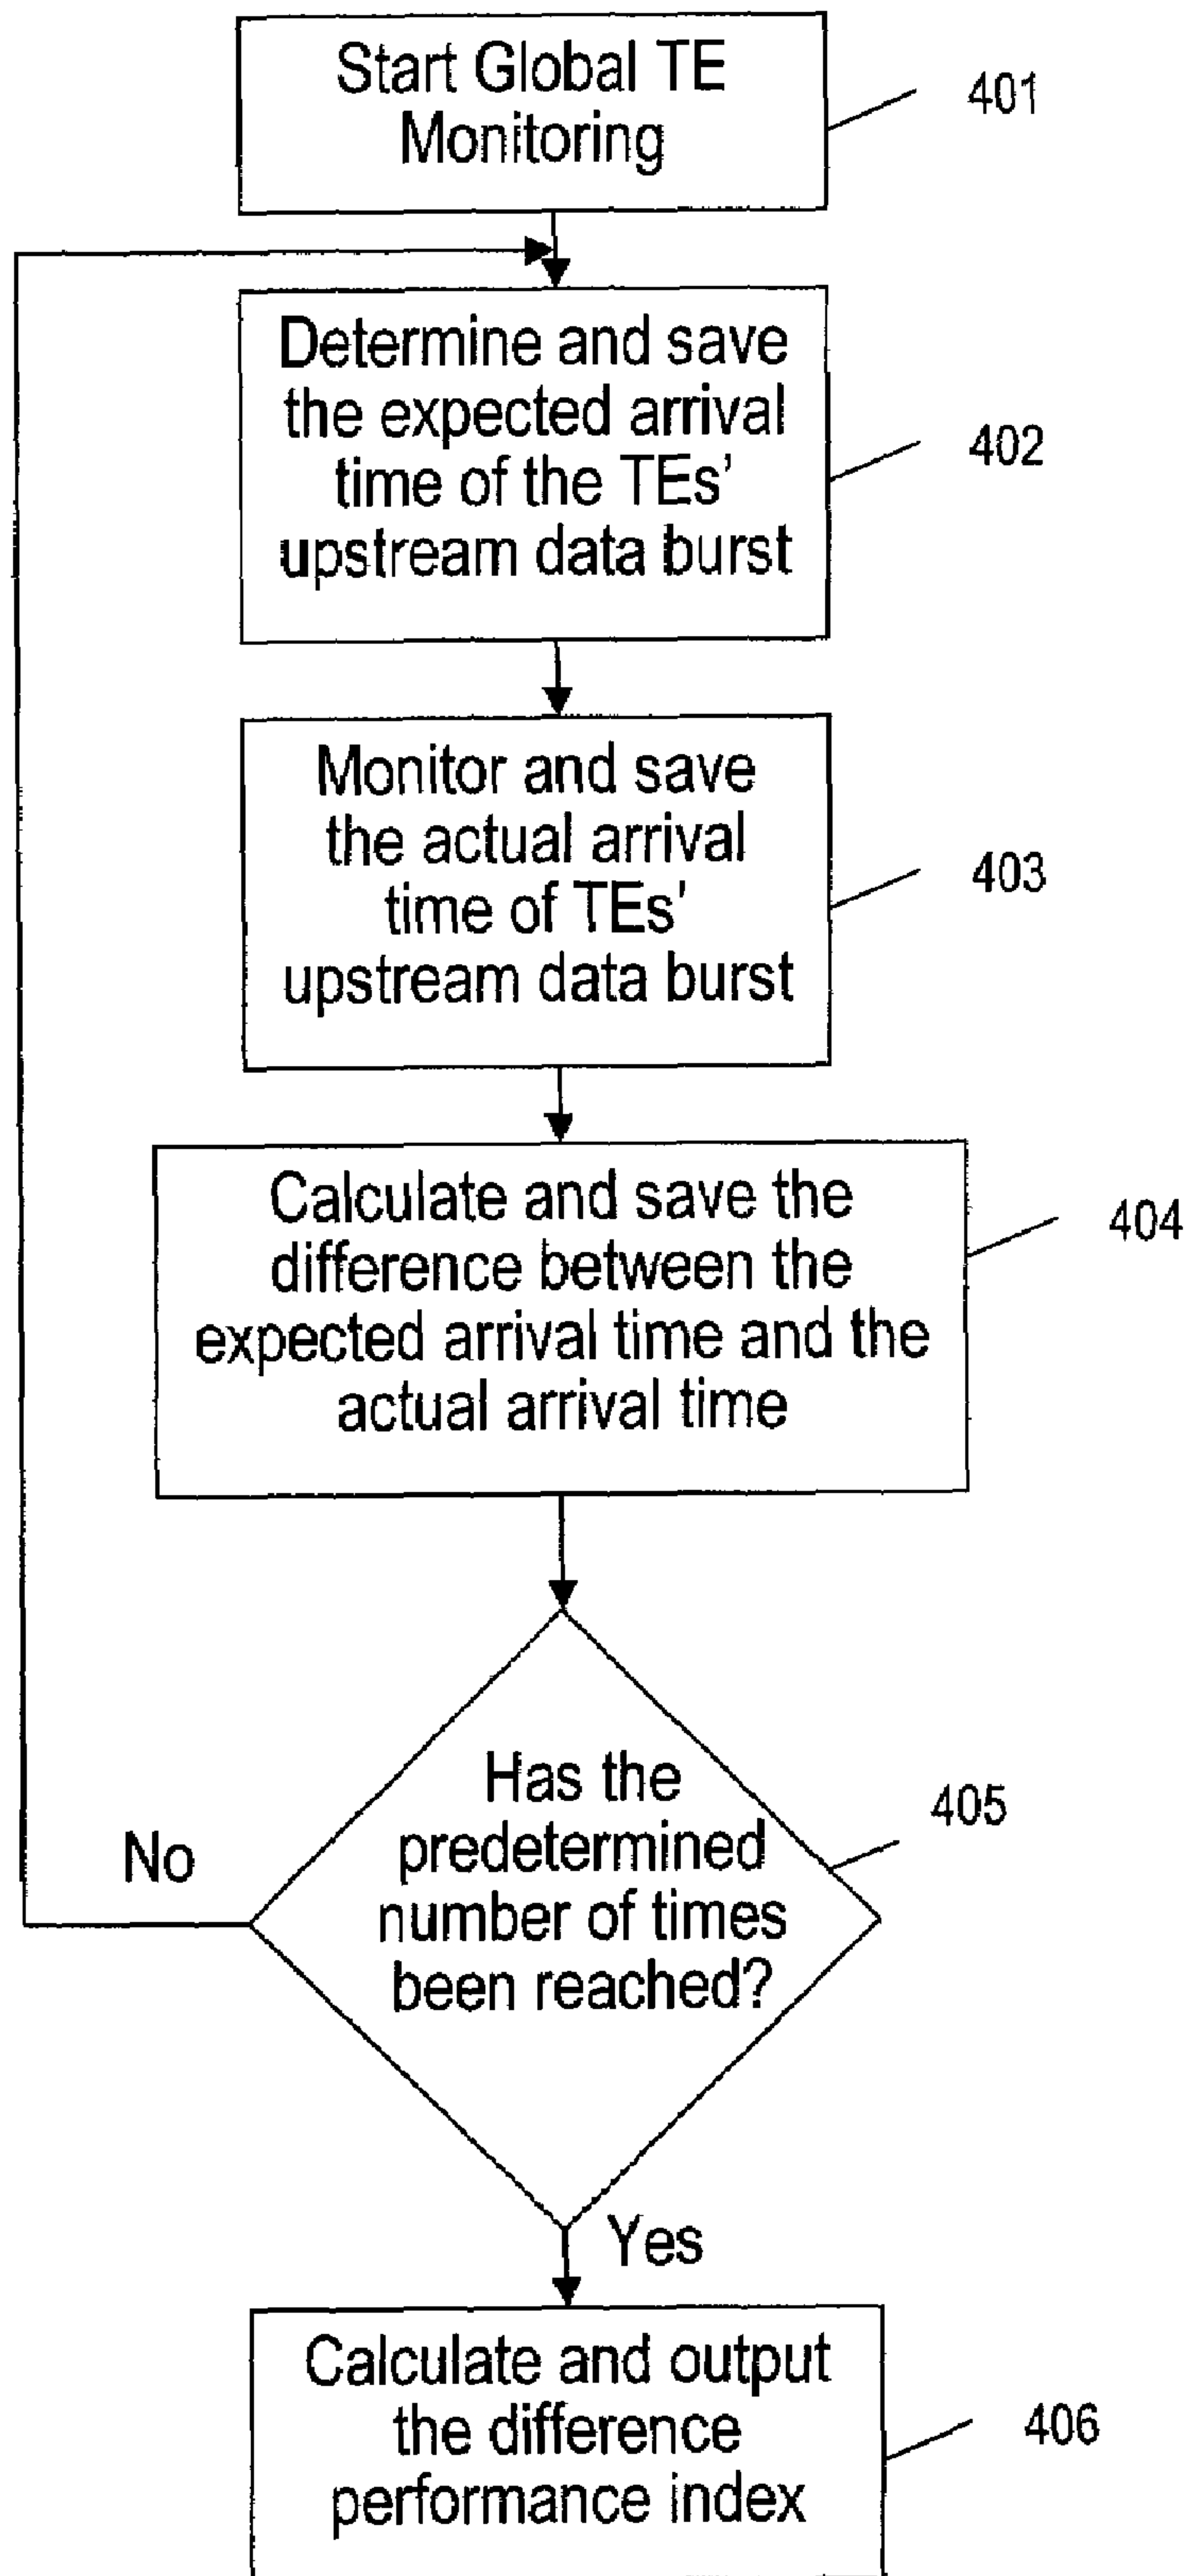 Start Global TE
Monitoring
401
Determine and save
the expected arrival
time of the TEs'
upstream data burst
402
Monitor and save
the actual arrival
time of TEs'
upstream data burst
403
Calculate and save the
difference between the
expected arrival time and the
actual arrival time
404
Has the
predetermined
number of times
been reached?
405
No
Yes
Calculate and output
the difference
performance index
406